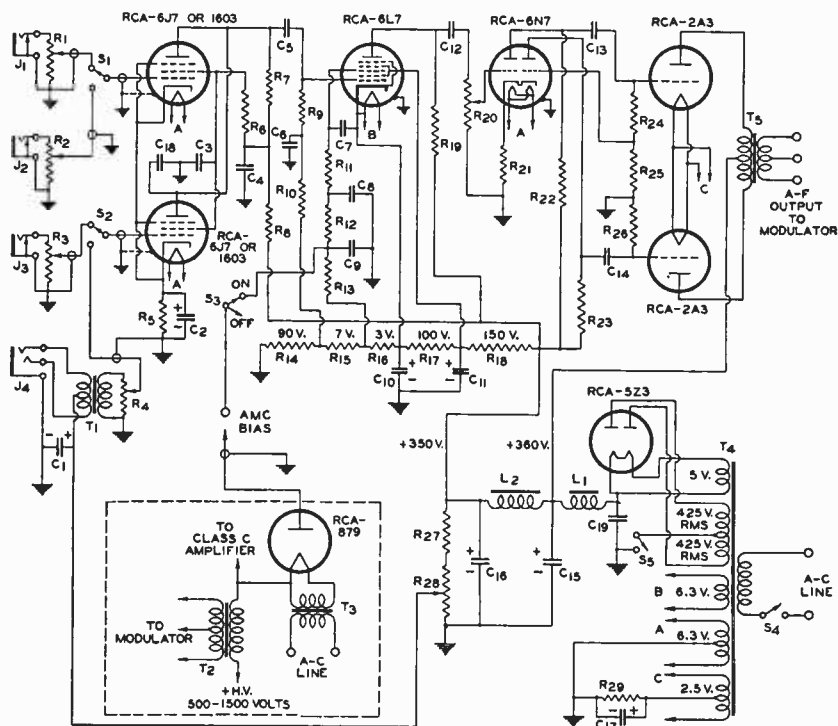 RCA-6J7 OR 1603
RCA-6L7
RCA-6N7
RCA-2A3
R1
S1
J1
C5
C12
C13
R7
R9
R6
C6
C4
A
B
A
C7
R11
R20
R19
R21
R22
R24
R25
R26
C
T5
A-F
OUTPUT
TO
MODULATOR
R2
J2
C18
C3
R10
C8
R12
C9
R13
R8
S2
RCA-
6J7 OR
1603
R3
J3
A
R5
C2
S3
ON
OFF
C14
RCA-2A3
R23
90 V.
7 V.
3 V.
100 V.
150 V.
R14
R15
R16
R17
R18
C10
C11
J4
T1
R4
C1
AMC
BIAS
+350V.
+360V.
RCA-5Z3
T4
5 V.
L2
L1
C19
S5
425 V.
RMS
425 V.
RMS
R27
R28
C16
C15
B
6.3 V.
A
6.3 V.
C
2.5 V.
A-C
LINE
S4
R29
C17
TO
CLASS C
AMPLIFIER
RCA-
879
T3
TO
MODULATOR
T2
A-C
LINE
+ H.V.
500-1500 VOLTS